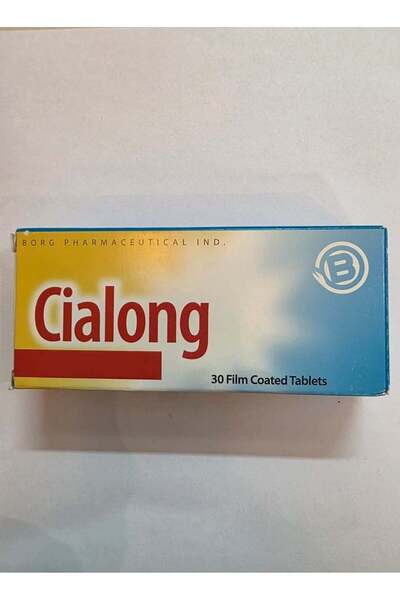 BORG PHARMACEUTICAL IND.
B
Cialong
30 Film Coated Tablets